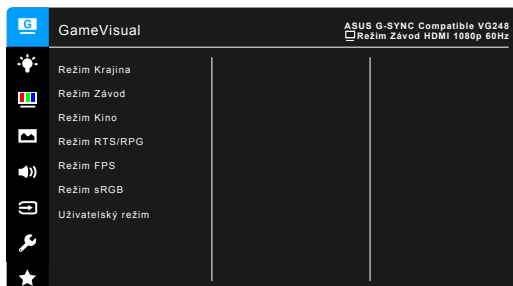 G
GameVisual
ASUS G-SYNC Compatible VG248
Režim Závod HDMI 1080p 60Hz
Režim Krajina
Režim Závod
Režim Kino
Režim RTS/RPG
Režim FPS
Režim sRGB
Uživatelský režim